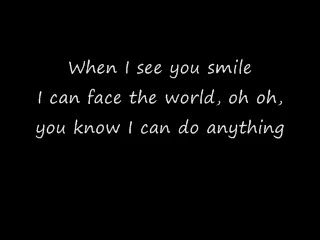 When I see you smile
I can face the world, oh oh,
you know I can do anything